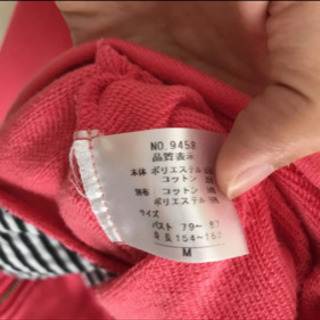 NO.9458
品質表示
本体 ポリエステル
コットン
別布 コットン
ポリエステル
サイズ
バスト 79~87
身長 154~162
M